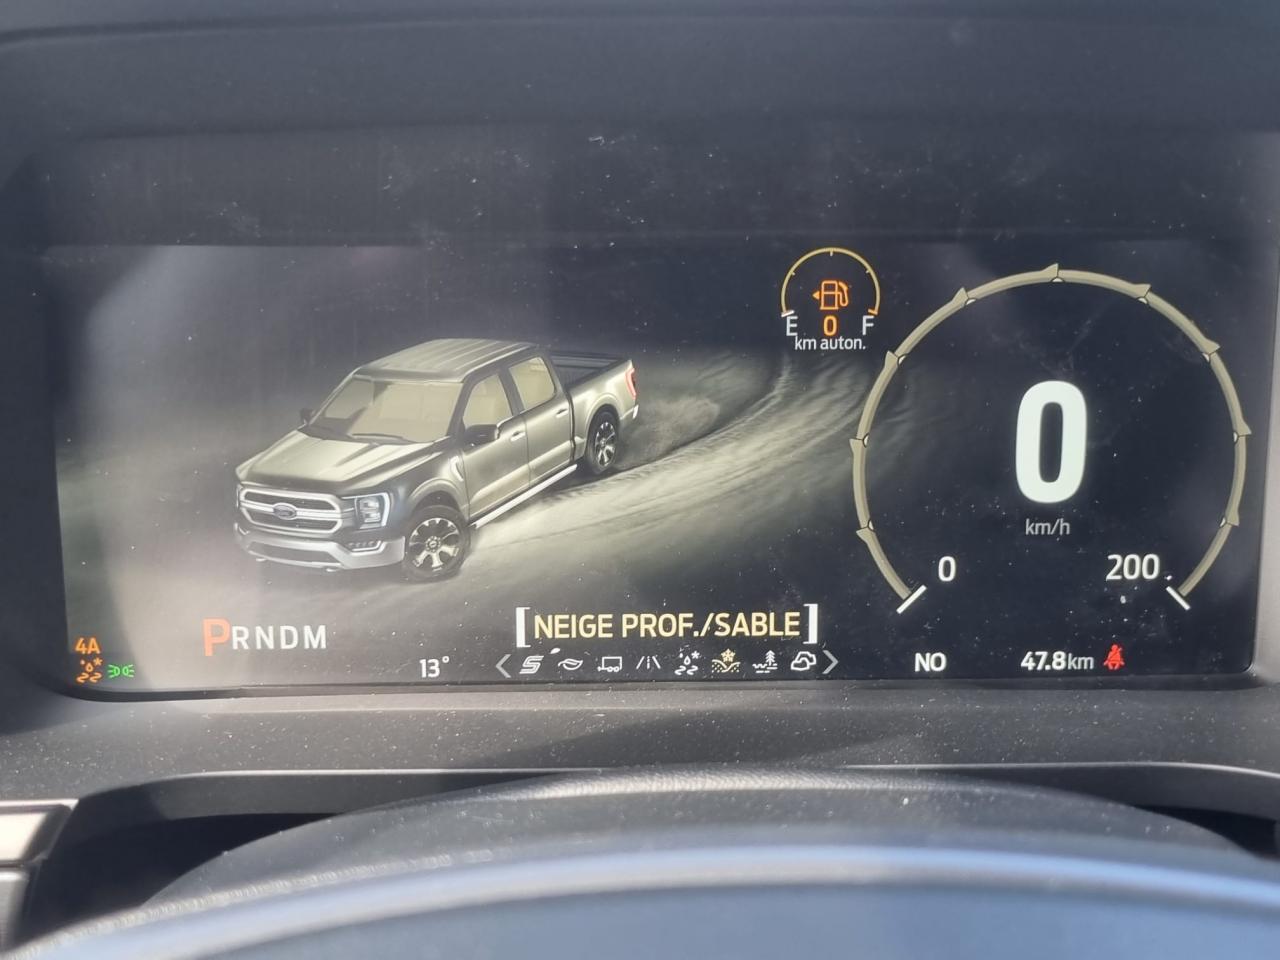 E 0 F
km auton.
0
km/h
0 200
[NEIGE PROF./SABLE]
4A
PRNDM
13°
NO
47.8km